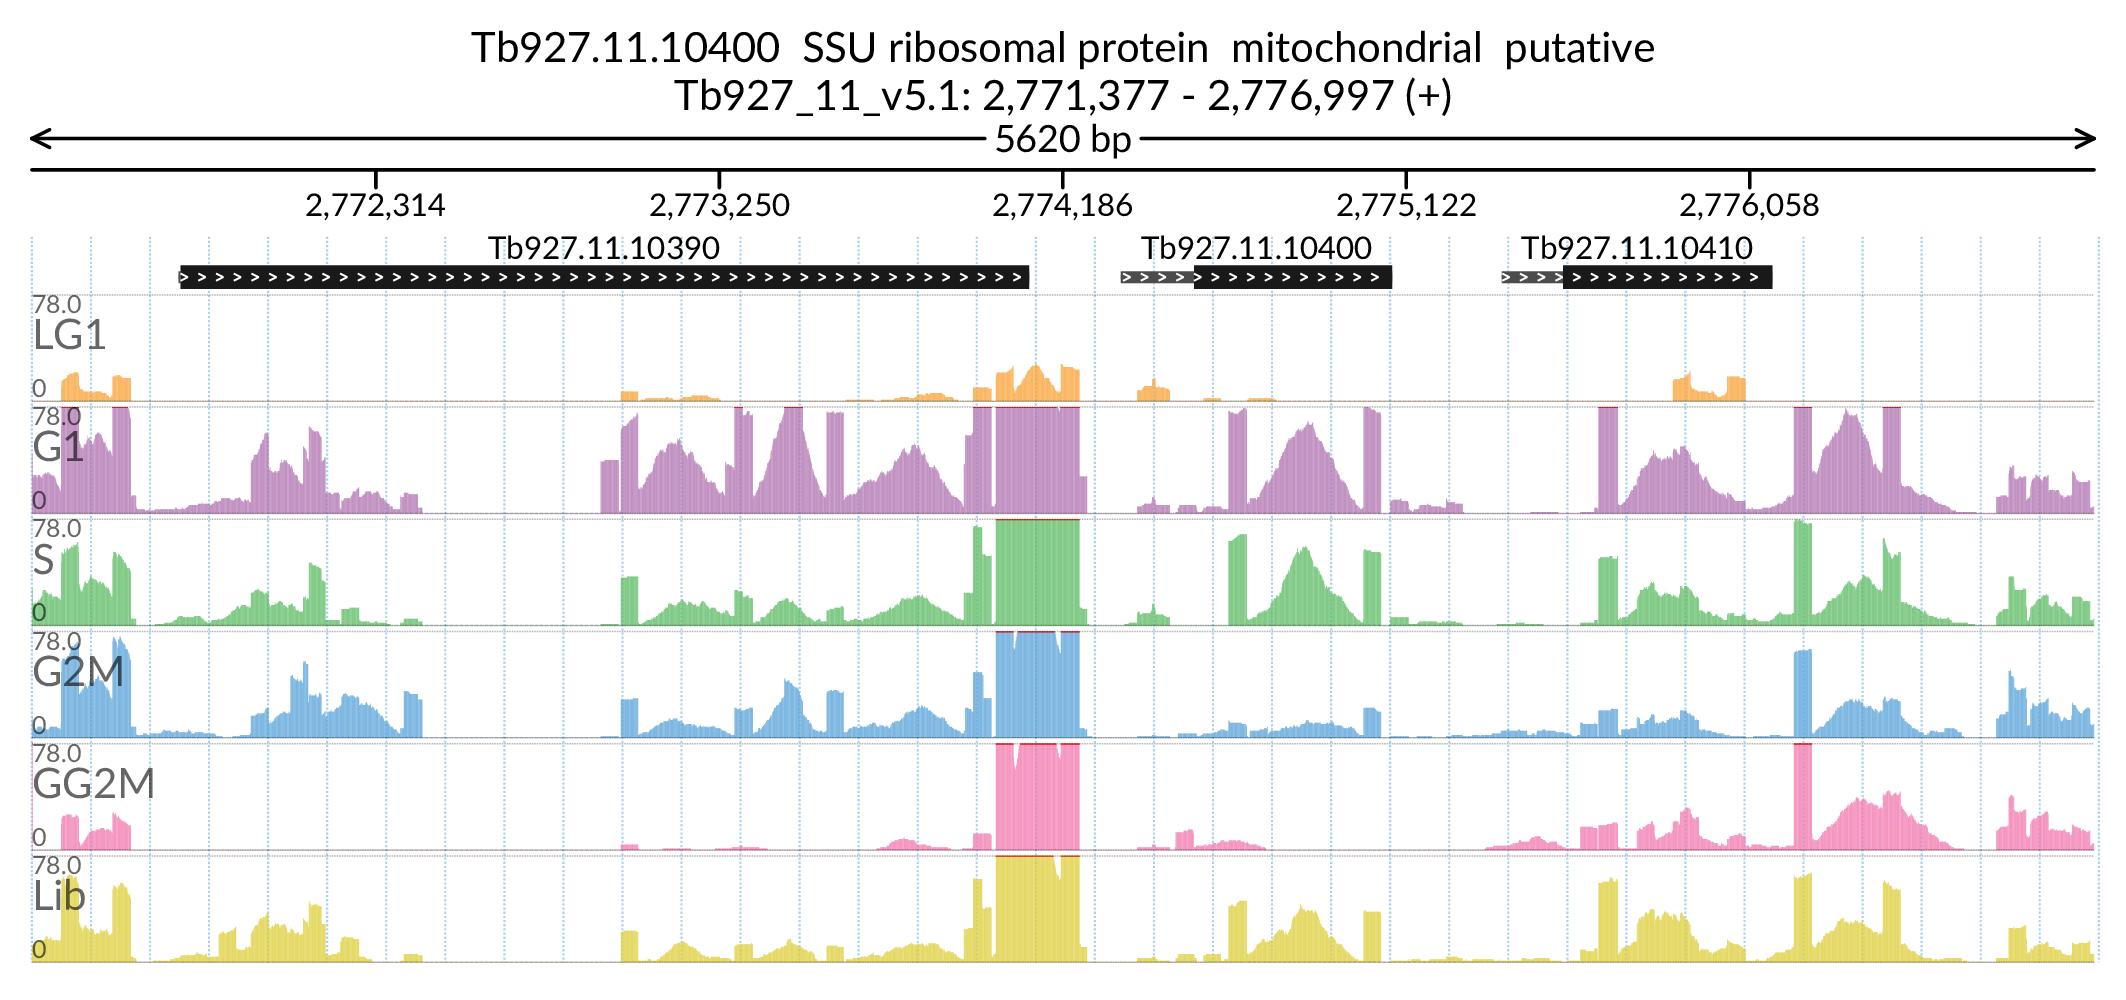 Tb927.11.10400 SSU ribosomal protein mitochondrial putative
Tb927_11_v5.1: 2,771,377 - 2,776,997 (+)
5620 bp
2,772,314 2,773,250 2,774,186 2,775,122 2,776,058
Tb927.11.10390 Tb927.11.10400 Tb927.11.10410
78.0
LG1
0
78.0
G1
0
78.0
S
0
78.0
G2M
0
78.0
GG2M
0
78.0
Lib
0